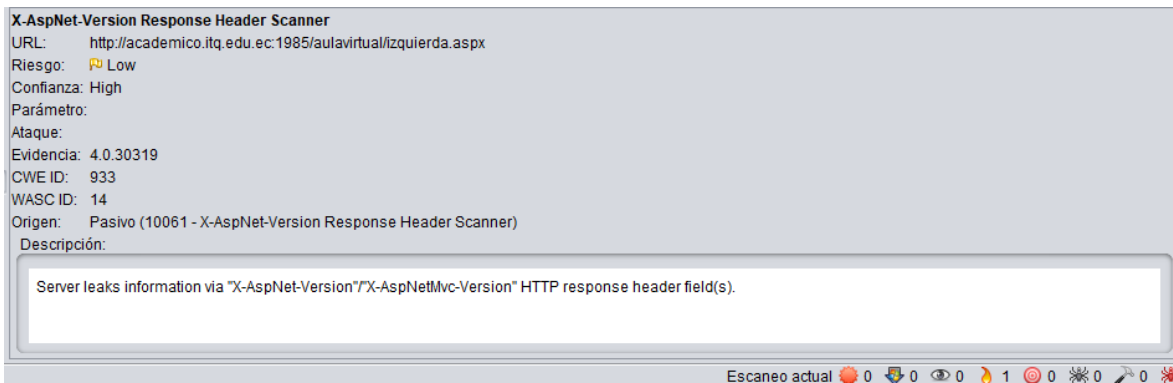 X-AspNet-Version Response Header Scanner
URL: http://academico.itq.edu.ec:1985/aulavirtual/izquierda.aspx
Riesgo: Low
Confianza: High
Parámetro:
Ataque:
Evidencia: 4.0.30319
CWE ID: 933
WASC ID: 14
Origen: Pasivo (10061 - X-AspNet-Version Response Header Scanner)
Descripción:
Server leaks information via "X-AspNet-Version"/"X-AspNetMvc-Version" HTTP response header field(s).
Escaneo actual 0 0 0 1 0 0 0